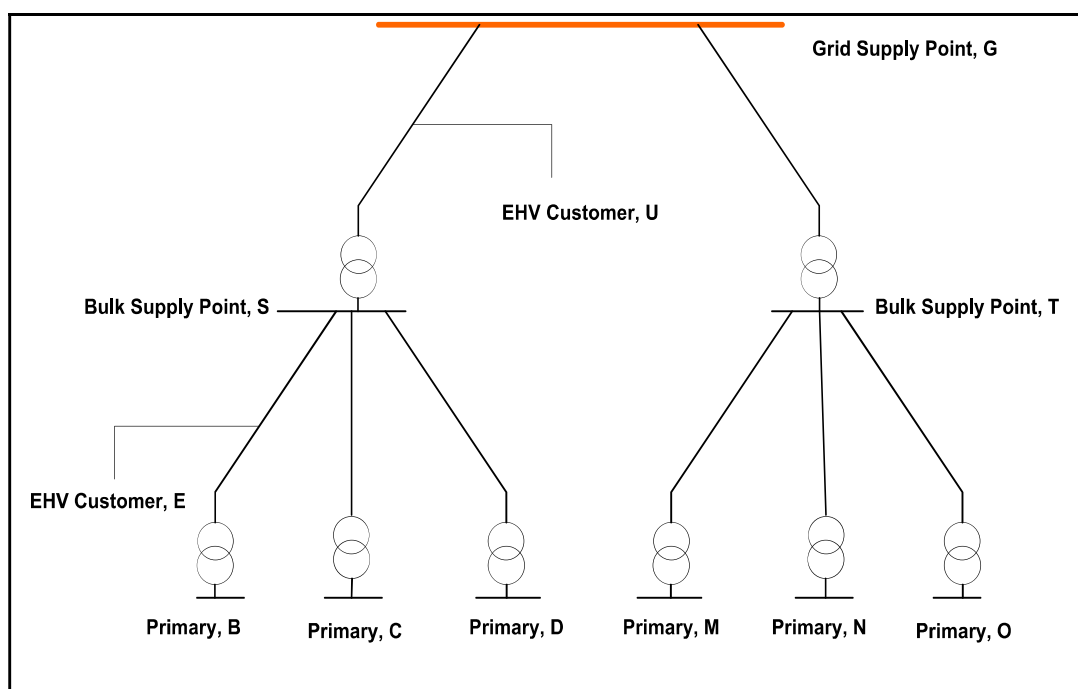 Grid Supply Point, G
EHV Customer, U
Bulk Supply Point, S
Bulk Supply Point, T
EHV Customer, E
Primary, B
Primary, C
Primary, D
Primary, M
Primary, N
Primary, O